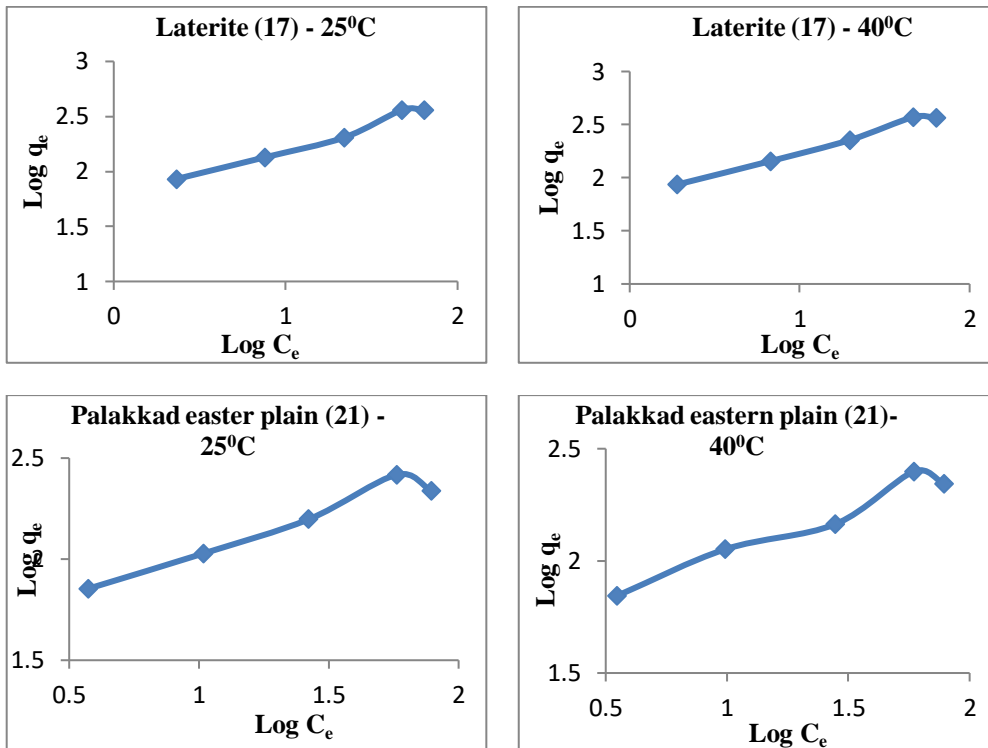 Laterite (17) - 25⁰C
3
2.5
2
1.5
1
0
1
2
Log qₑ
Log Cₑ
Laterite (17) - 40⁰C
3
2.5
2
1.5
1
0
1
2
Log qₑ
Log Cₑ
Palakkad easter plain (21) -
25⁰C
2.5
2
1.5
0.5
1
1.5
2
Log qₑ
Log Cₑ
Palakkad eastern plain (21)-
40⁰C
2.5
2
1.5
0.5
1
1.5
2
Log qₑ
Log Cₑ